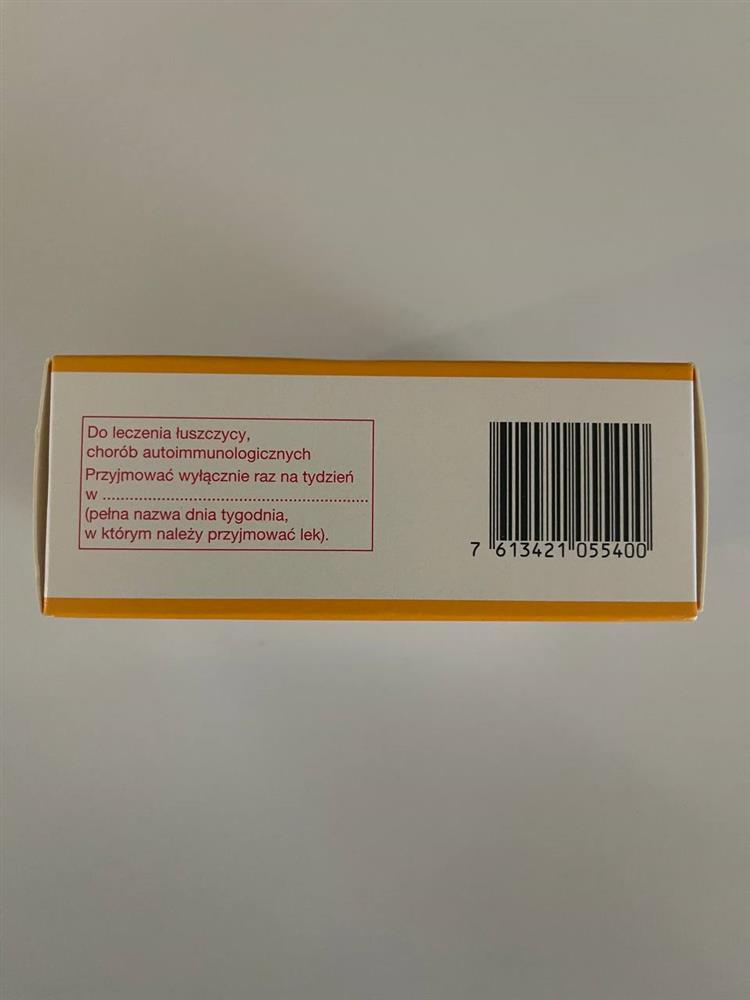 Do leczenia łuszczycy,
chorób autoimmunologicznych
Przyjmować wyłącznie raz na tydzień
w ............................................................
(pełna nazwa dnia tygodnia,
w którym należy przyjmować lek).
7 613421 055400